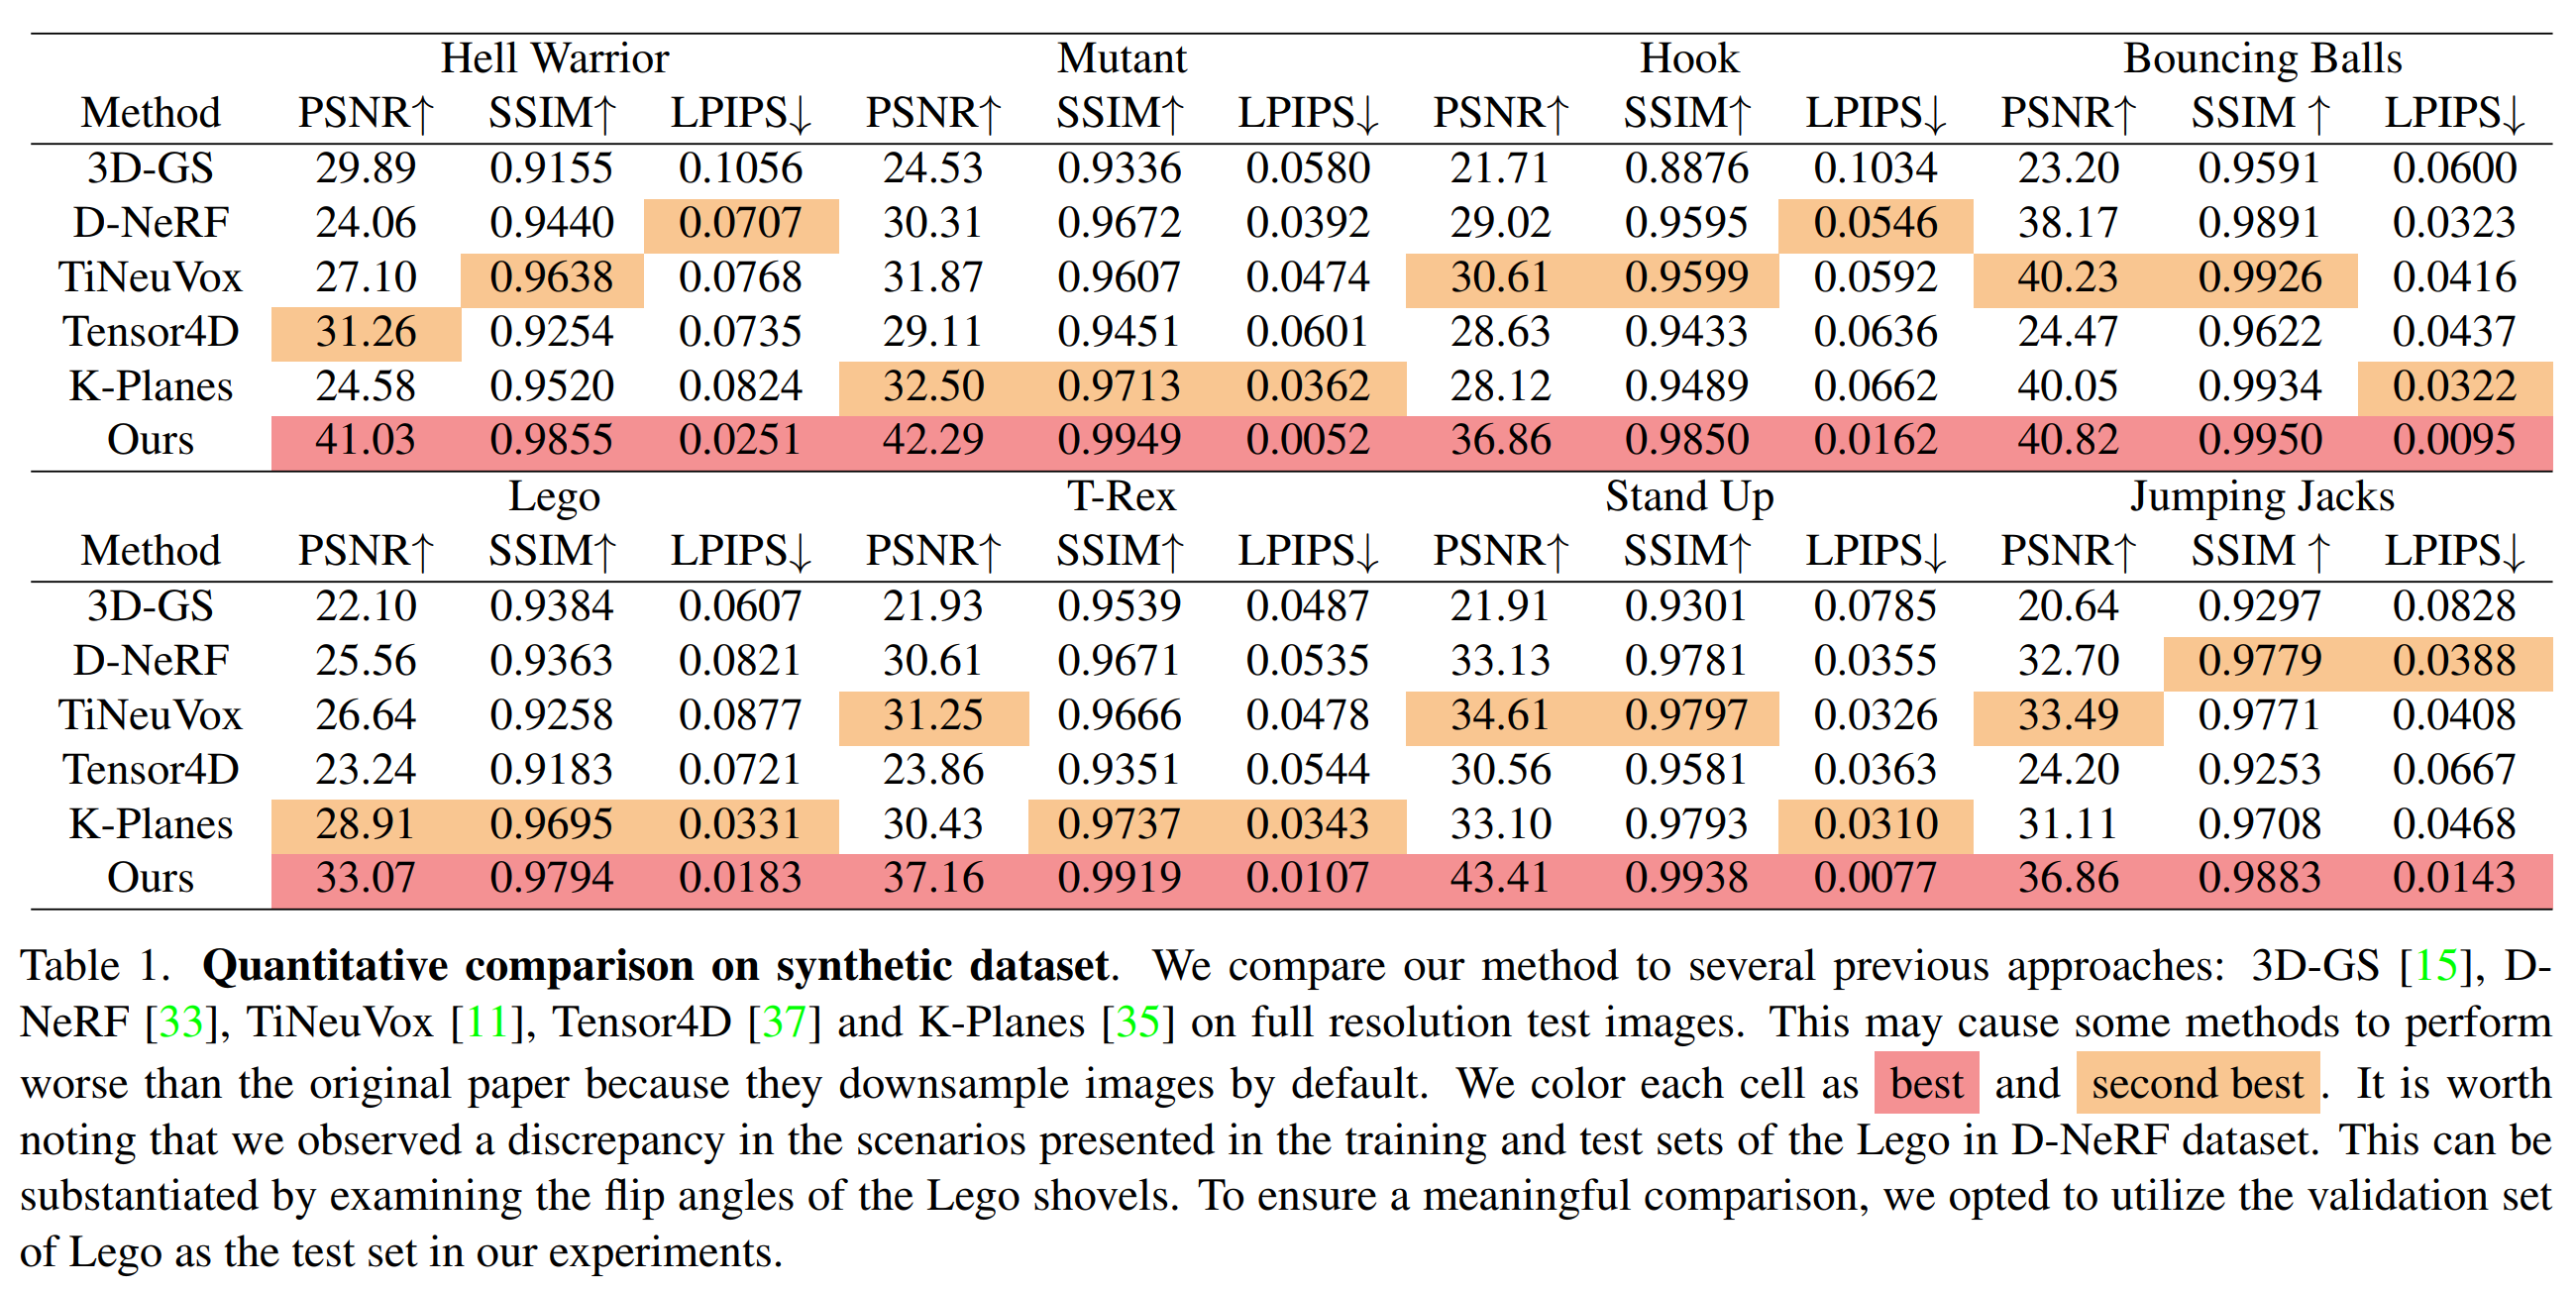 Hell Warrior Mutant Hook Bouncing Balls
Method PSNR↑ SSIM↑ LPIPS↓ PSNR↑ SSIM↑ LPIPS↓ PSNR↑ SSIM↑ LPIPS↓ PSNR↑ SSIM ↑ LPIPS↓
3D-GS 29.89 0.9155 0.1056 24.53 0.9336 0.0580 21.71 0.8876 0.1034 23.20 0.9591 0.0600
D-NeRF 24.06 0.9440 0.0707 30.31 0.9672 0.0392 29.02 0.9595 0.0546 38.17 0.9891 0.0323
TiNeuVox 27.10 0.9638 0.0768 31.87 0.9607 0.0474 30.61 0.9599 0.0592 40.23 0.9926 0.0416
Tensor4D 31.26 0.9254 0.0735 29.11 0.9451 0.0601 28.63 0.9433 0.0636 24.47 0.9622 0.0437
K-Planes 24.58 0.9520 0.0824 32.50 0.9713 0.0362 28.12 0.9489 0.0662 40.05 0.9934 0.0322
Ours 41.03 0.9855 0.0251 42.29 0.9949 0.0052 36.86 0.9850 0.0162 40.82 0.9950 0.0095
Lego T-Rex Stand Up Jumping Jacks
Method PSNR↑ SSIM↑ LPIPS↓ PSNR↑ SSIM↑ LPIPS↓ PSNR↑ SSIM↑ LPIPS↓ PSNR↑ SSIM ↑ LPIPS↓
3D-GS 22.10 0.9384 0.0607 21.93 0.9539 0.0487 21.91 0.9301 0.0785 20.64 0.9297 0.0828
D-NeRF 25.56 0.9363 0.0821 30.61 0.9671 0.0535 33.13 0.9781 0.0355 32.70 0.9779 0.0388
TiNeuVox 26.64 0.9258 0.0877 31.25 0.9666 0.0478 34.61 0.9797 0.0326 33.49 0.9771 0.0408
Tensor4D 23.24 0.9183 0.0721 23.86 0.9351 0.0544 30.56 0.9581 0.0363 24.20 0.9253 0.0667
K-Planes 28.91 0.9695 0.0331 30.43 0.9737 0.0343 33.10 0.9793 0.0310 31.11 0.9708 0.0468
Ours 33.07 0.9794 0.0183 37.16 0.9919 0.0107 43.41 0.9938 0.0077 36.86 0.9883 0.0143
Table 1. Quantitative comparison on synthetic dataset. We compare our method to several previous approaches: 3D-GS [15], D-
NeRF [33], TiNeuVox [11], Tensor4D [37] and K-Planes [35] on full resolution test images. This may cause some methods to perform
worse than the original paper because they downsample images by default. We color each cell as best and second best . It is worth
noting that we observed a discrepancy in the scenarios presented in the training and test sets of the Lego in D-NeRF dataset. This can be
substantiated by examining the flip angles of the Lego shovels. To ensure a meaningful comparison, we opted to utilize the validation set
of Lego as the test set in our experiments.